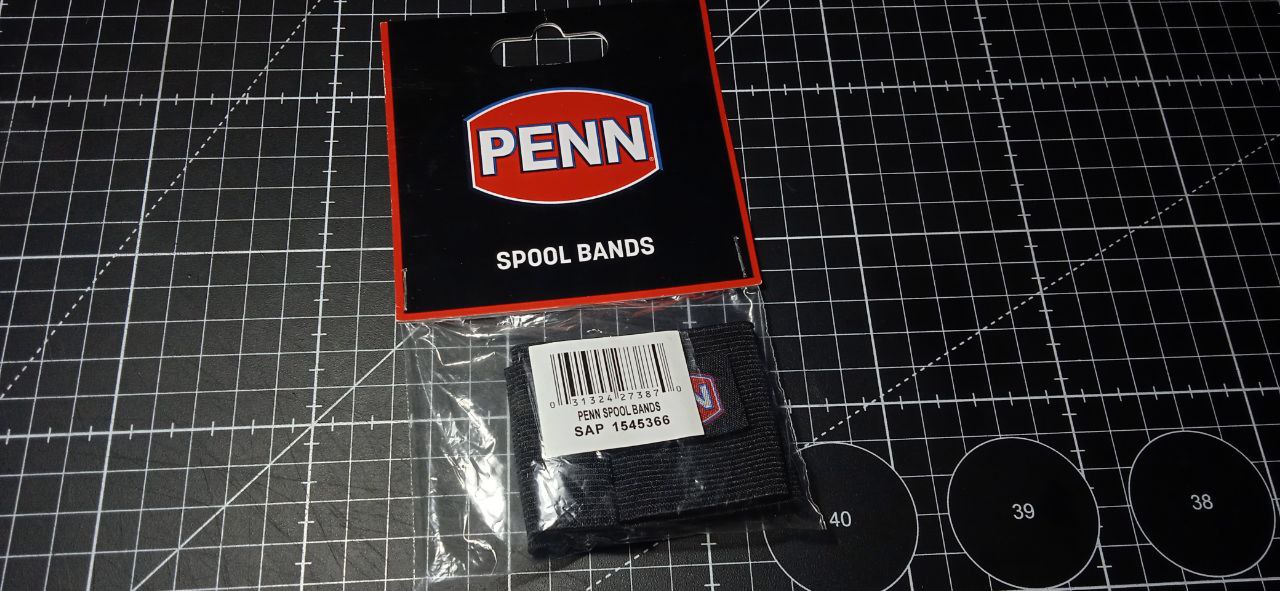 PENN®
SPOOL BANDS
0 31324 27387 0
PENN SPOOL BANDS
SAP 1545366
N
40
39
38